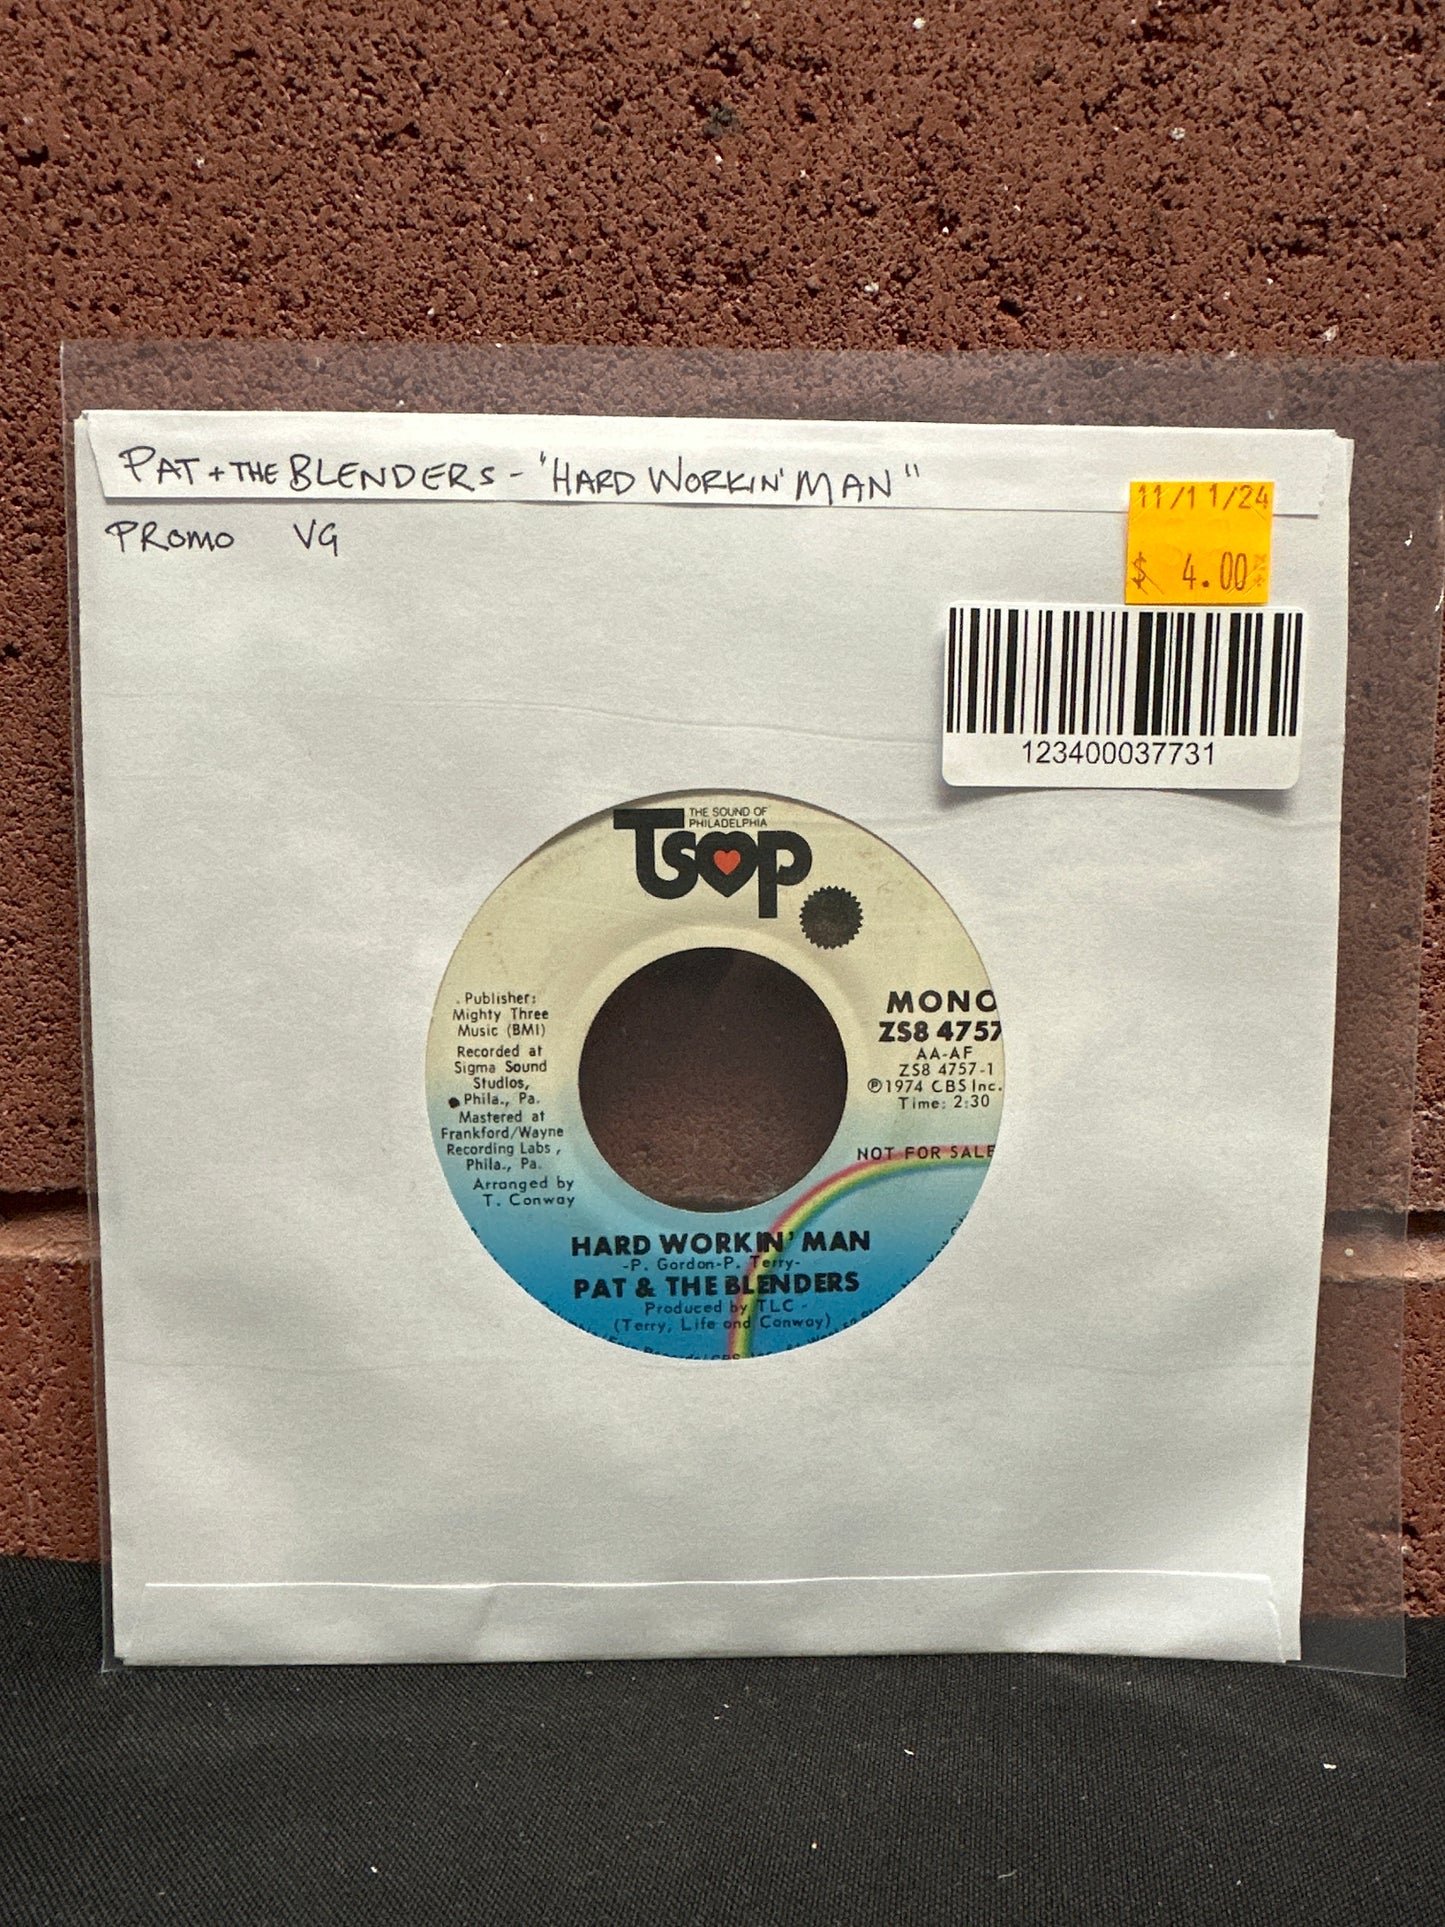 PAT + THE BLENDERS - "HARD WORKIN' MAN"
PROMO VG
11/11/24
$ 4.00
123400037731
THE SOUND OF
PHILADELPHIA
TSOP
Publisher:
Mighty Three
Music (BMI)
Recorded at
Sigma Sound
Studios,
Phila., Pa.
Mastered at
Frankford/Wayne
Recording Labs,
Phila., Pa.
Arranged by
T. Conway
MONO
ZS8 4757
AA-AF
ZS8 4757-1
℗1974 CBS Inc.
Time: 2:30
NOT FOR SALE
HARD WORKIN' MAN
-P. Gordon-P. Terry-
PAT & THE BLENDERS
Produced by TLC -
(Terry, Life and Conway)